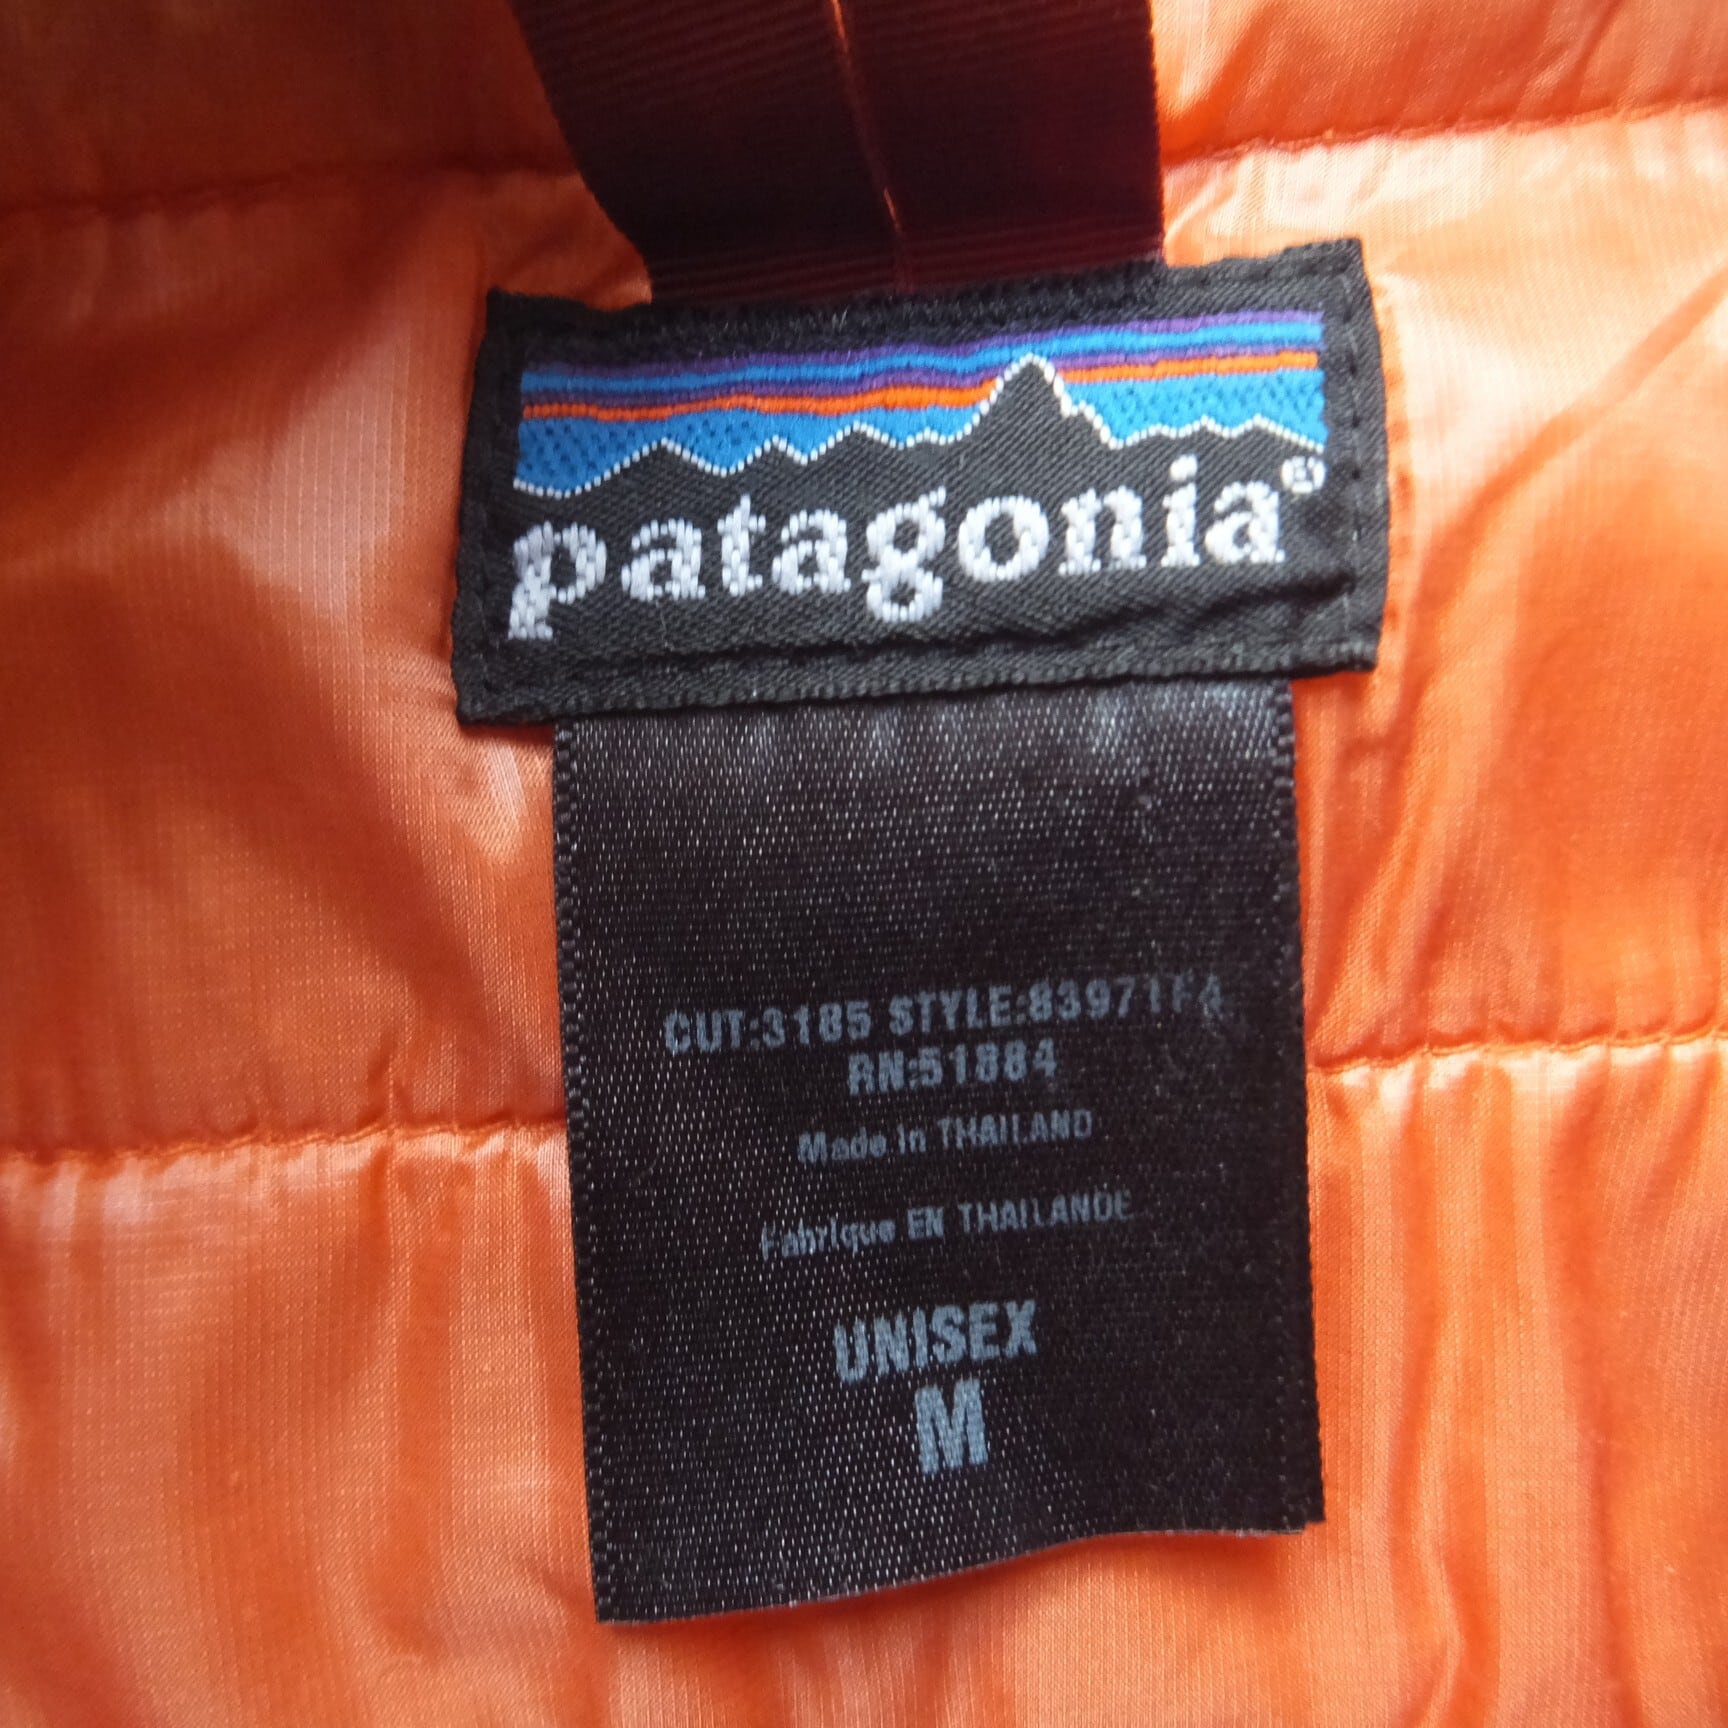 patagonia®
CUT:3185 STYLE:83971F4
RN:51884
Made in THAILAND
Fabrique EN THAILANDE
UNISEX
M